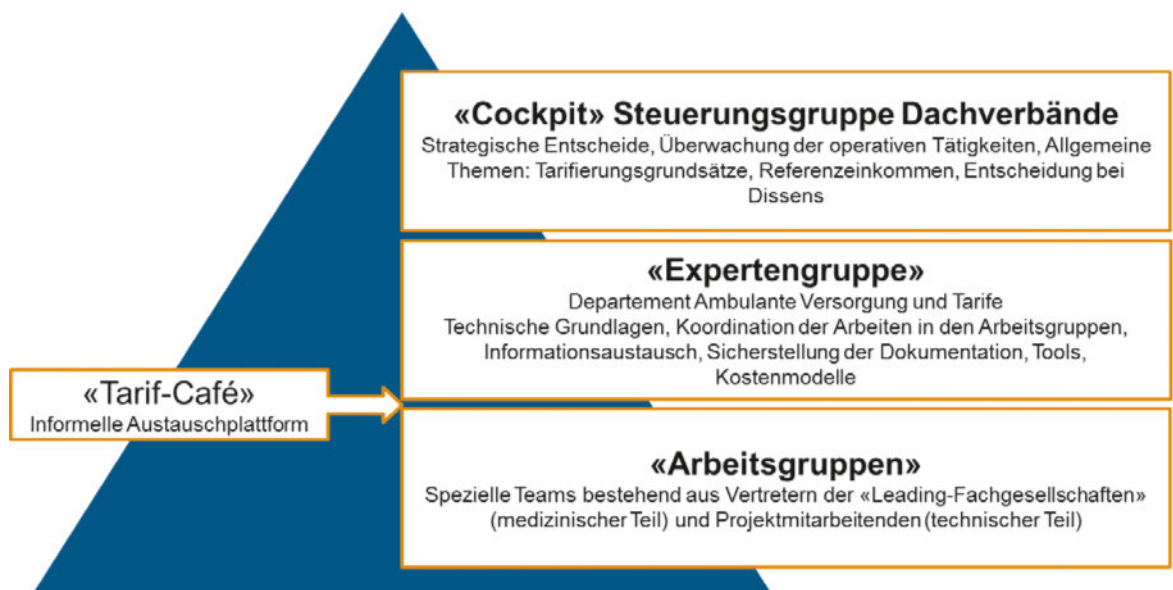 «Cockpit» Steuerungsgruppe Dachverbände
Strategische Entscheide, Überwachung der operativen Tätigkeiten, Allgemeine
Themen: Tarifierungsgrundsätze, Referenzeinkommen, Entscheidung bei
Dissens
«Expertengruppe»
Departement Ambulante Versorgung und Tarife
Technische Grundlagen, Koordination der Arbeiten in den Arbeitsgruppen,
Informationsaustausch, Sicherstellung der Dokumentation, Tools,
Kostenmodelle
«Tarif-Café»
Informelle Austauschplattform
«Arbeitsgruppen»
Spezielle Teams bestehend aus Vertretern der «Leading-Fachgesellschaften»
(medizinischer Teil) und Projektmitarbeitenden (technischer Teil)